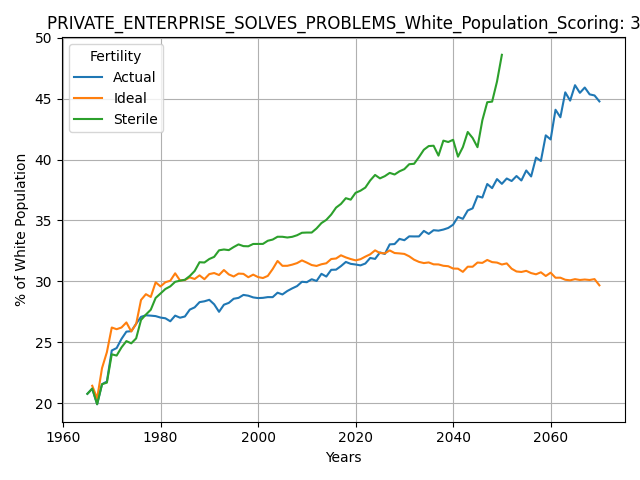 PRIVATE_ENTERPRISE_SOLVES_PROBLEMS_White_Population_Scoring: 3
50
45
40
35
30
25
20
% of White Population
Fertility
Actual
Ideal
Sterile
1960 1980 2000 2020 2040 2060
Years